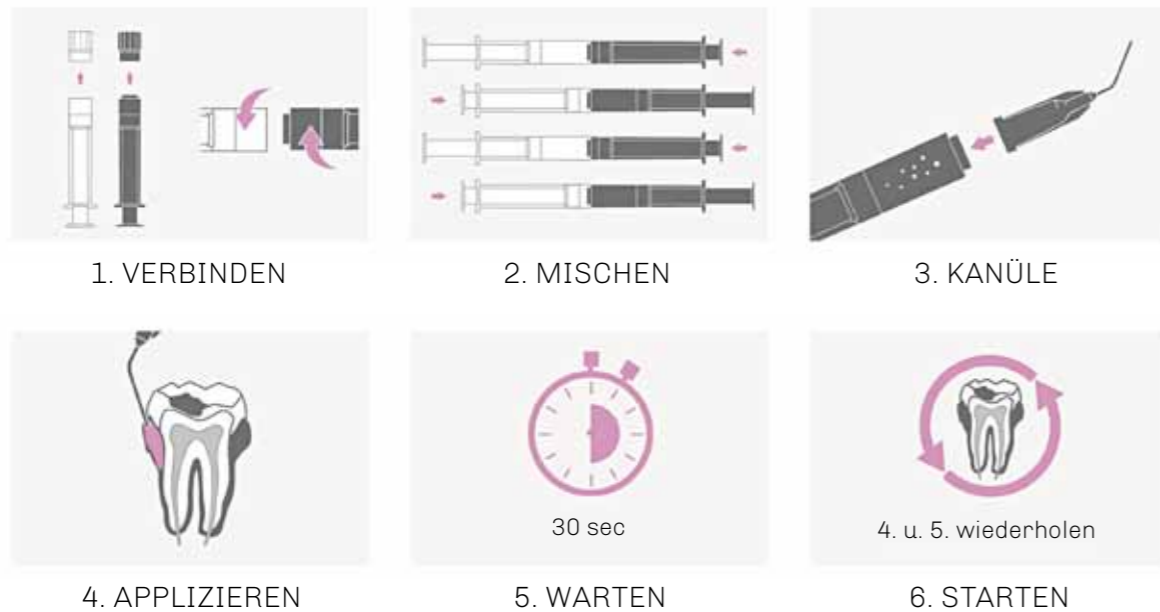 1. VERBINDEN
2. MISCHEN
3. KANÜLE
30 sec
4. u. 5. wiederholen
4. APPLIZIEREN
5. WARTEN
6. STARTEN